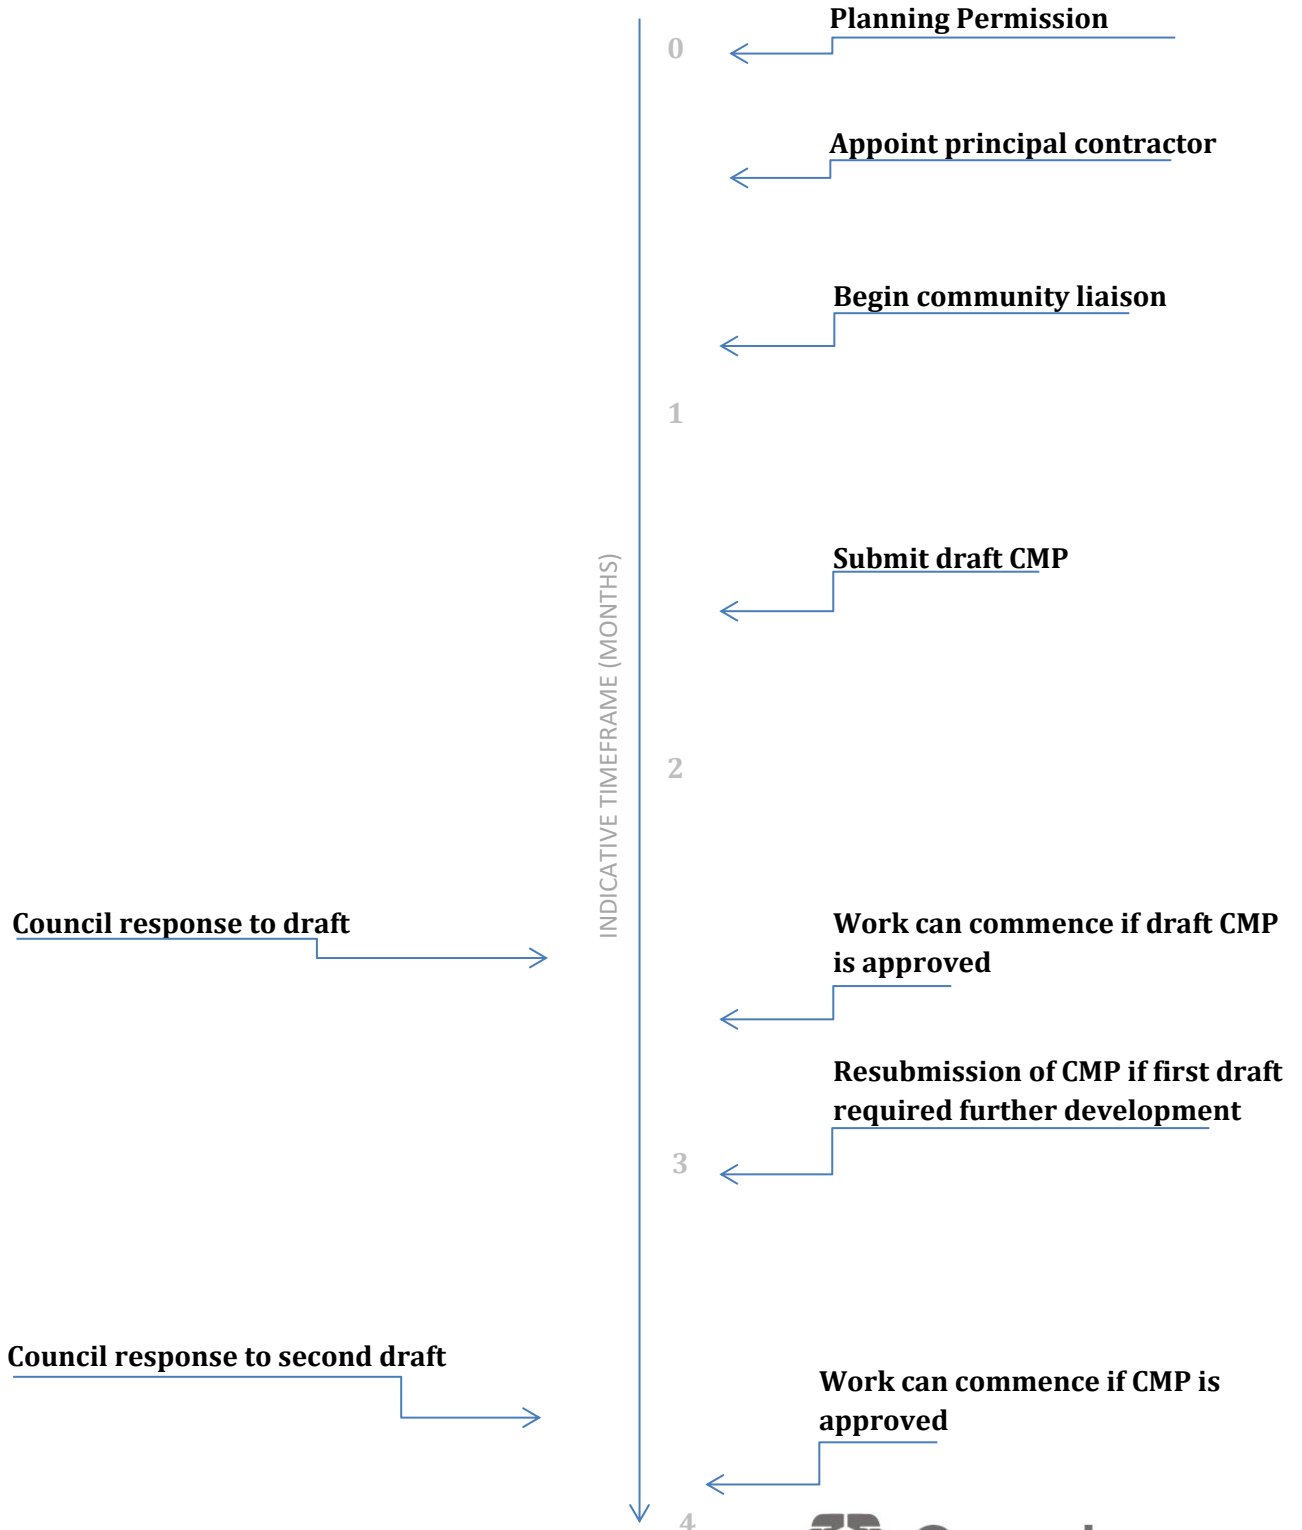 Planning Permission
0
Appoint principal contractor
Begin community liaison
1
Submit draft CMP
INDICATIVE TIMEFRAME (MONTHS)
2
Council response to draft
Work can commence if draft CMP
is approved
Resubmission of CMP if first draft
required further development
3
Council response to second draft
Work can commence if CMP is
approved
4